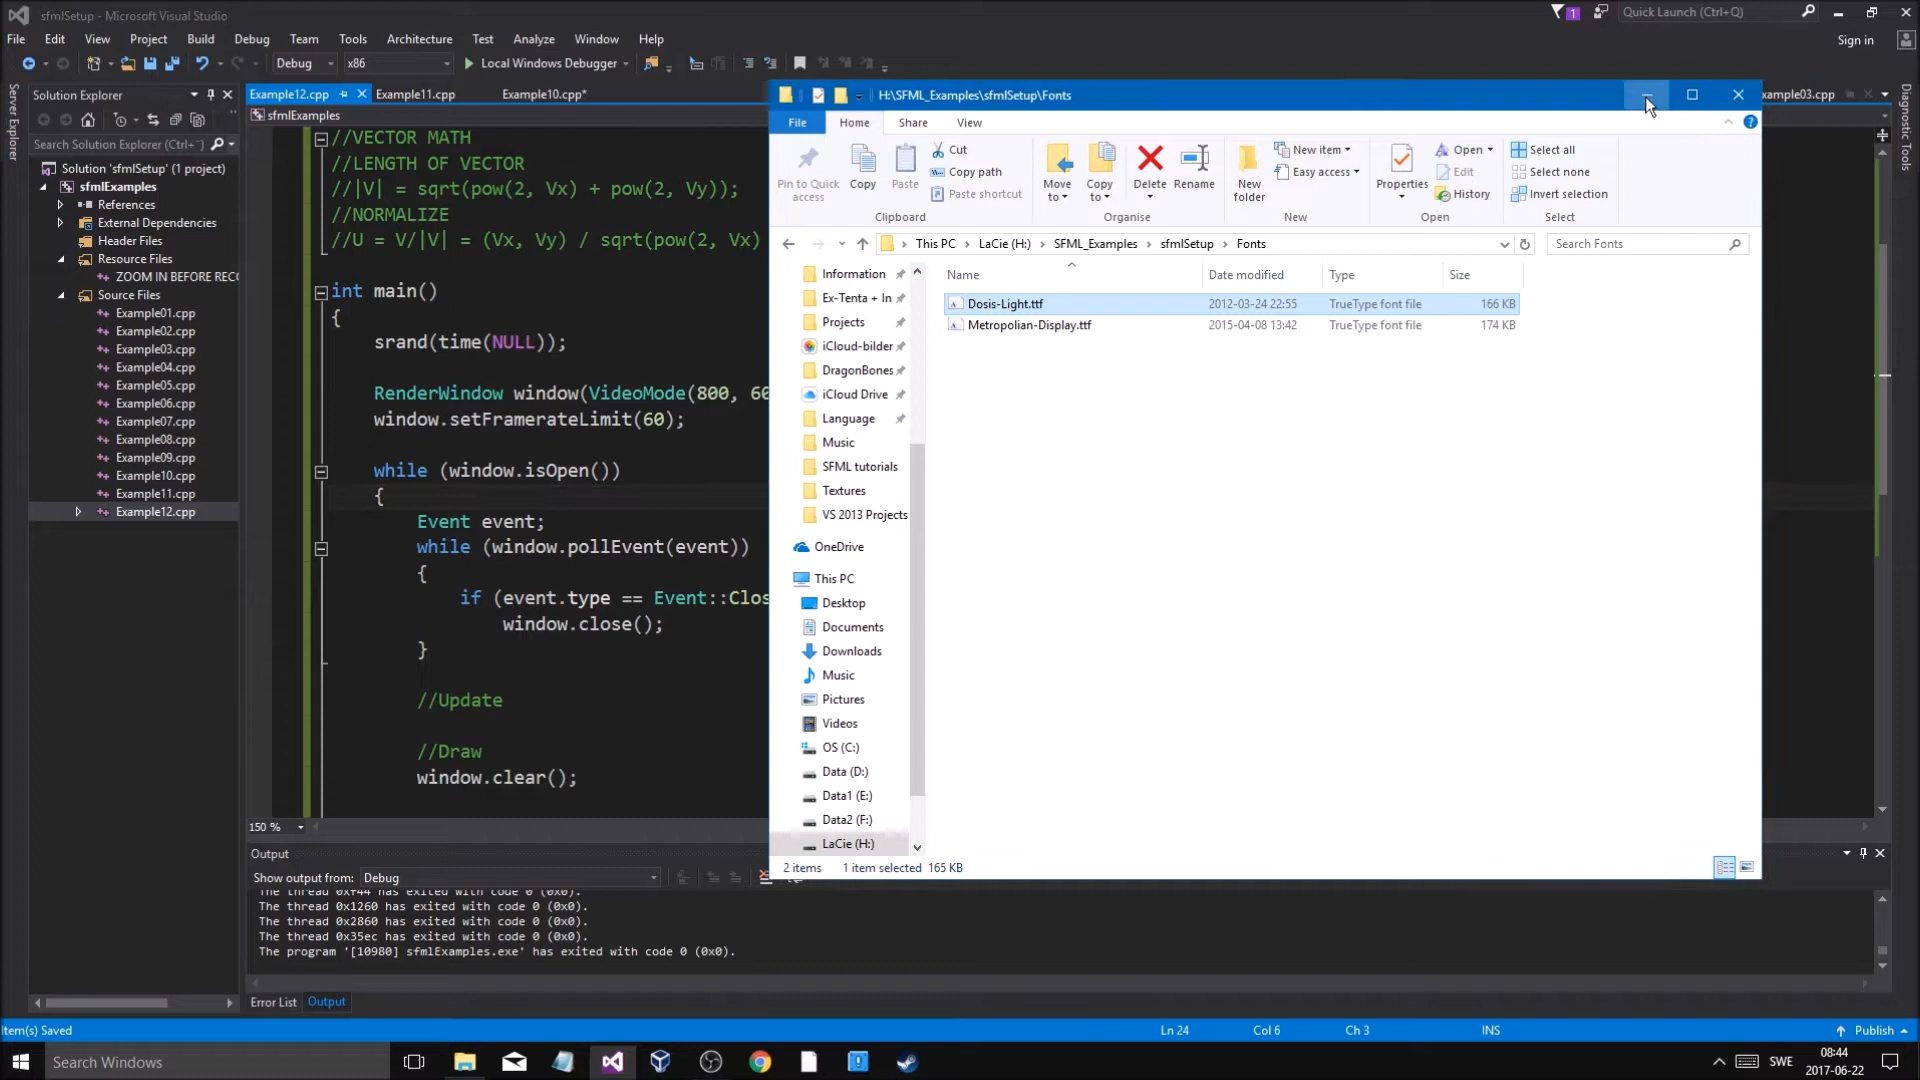 sfmlSetup - Microsoft Visual Studio
1
Quick Launch (Ctrl+Q)
File Edit View Project Build Debug Team Tools Architecture Test Analyze Window Help
Sign in
Debug x86 Local Windows Debugger
Server Explorer
Solution Explorer
Search Solution Explorer (Ctrl+
Solution 'sfmlSetup' (1 project)
sfmlExamples
References
External Dependencies
Header Files
Resource Files
ZOOM IN BEFORE REC
Source Files
Example01.cpp
Example02.cpp
Example03.cpp
Example04.cpp
Example05.cpp
Example06.cpp
Example07.cpp
Example08.cpp
Example09.cpp
Example10.cpp
Example11.cpp
Example12.cpp
Example12.cpp Example11.cpp Example10.cpp*
xample03.cpp
Diagnostic Tools
sfmlExamples
//VECTOR MATH
//LENGTH OF VECTOR
//|V| = sqrt(pow(2, Vx) + pow(2, Vy));
//NORMALIZE
//U = V/|V| = (Vx, Vy) / sqrt(pow(2, Vx)
int main()
{
srand(time(NULL));
RenderWindow window(VideoMode(800, 60
window.setFramerateLimit(60);
while (window.isOpen())
{
Event event;
while (window.pollEvent(event))
{
if (event.type == Event::Clos
window.close();
}
//Update
//Draw
window.clear();
150 %
H:\SFML_Examples\sfmlSetup\Fonts
File Home Share View
Pin to Quick access
Copy
Paste
Cut
Copy path
Paste shortcut
Clipboard
Move to
Copy to
Delete
Rename
Organise
New folder
New item
Easy access
New
Properties
Open
Edit
History
Open
Select all
Select none
Invert selection
Select
This PC > LaCie (H:) > SFML_Examples > sfmlSetup > Fonts
Search Fonts
Information
Ex-Tenta + In
Projects
iCloud-bilder
DragonBones
iCloud Drive
Language
Music
SFML tutorials
Textures
VS 2013 Projects
OneDrive
This PC
Desktop
Documents
Downloads
Music
Pictures
Videos
OS (C:)
Data (D:)
Data1 (E:)
Data2 (F:)
LaCie (H:)
Name Date modified Type Size
Dosis-Light.ttf 2012-03-24 22:55 TrueType font file 166 KB
Metropolian-Display.ttf 2015-04-08 13:42 TrueType font file 174 KB
2 items 1 item selected 165 KB
Output
Show output from: Debug
The thread 0xf44 has exited with code 0 (0x0).
The thread 0x1260 has exited with code 0 (0x0).
The thread 0x2860 has exited with code 0 (0x0).
The thread 0x35ec has exited with code 0 (0x0).
The program '[10980] sfmlExamples.exe' has exited with code 0 (0x0).
Error List Output
Item(s) Saved
Ln 24 Col 6 Ch 3 INS
Publish
Search Windows
SWE
08:44
2017-06-22